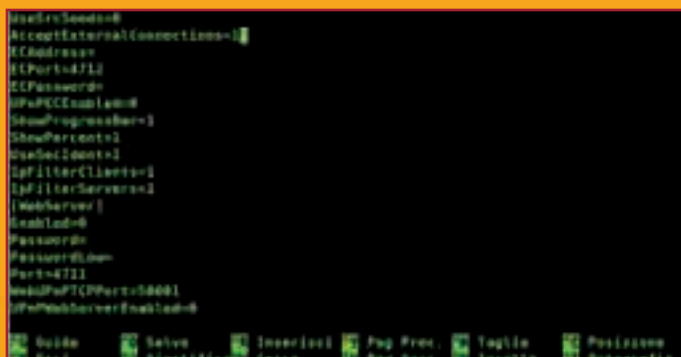 UseSrcSeeds=0
AcceptExternalConnections=1
ECAddress=
ECPort=4712
ECPassword=
UPnPECEnabled=0
ShowProgressBar=1
ShowPercent=1
UseSecIdent=1
IpFilterClients=1
IpFilterServers=1
[WebServer]
Enabled=0
Password=
PasswordLow=
Port=4711
WebUPnPTCPPort=50001
UPnPWebServerEnabled=0
Guida Salva Inserisci Pag Prec. Taglia Posizione